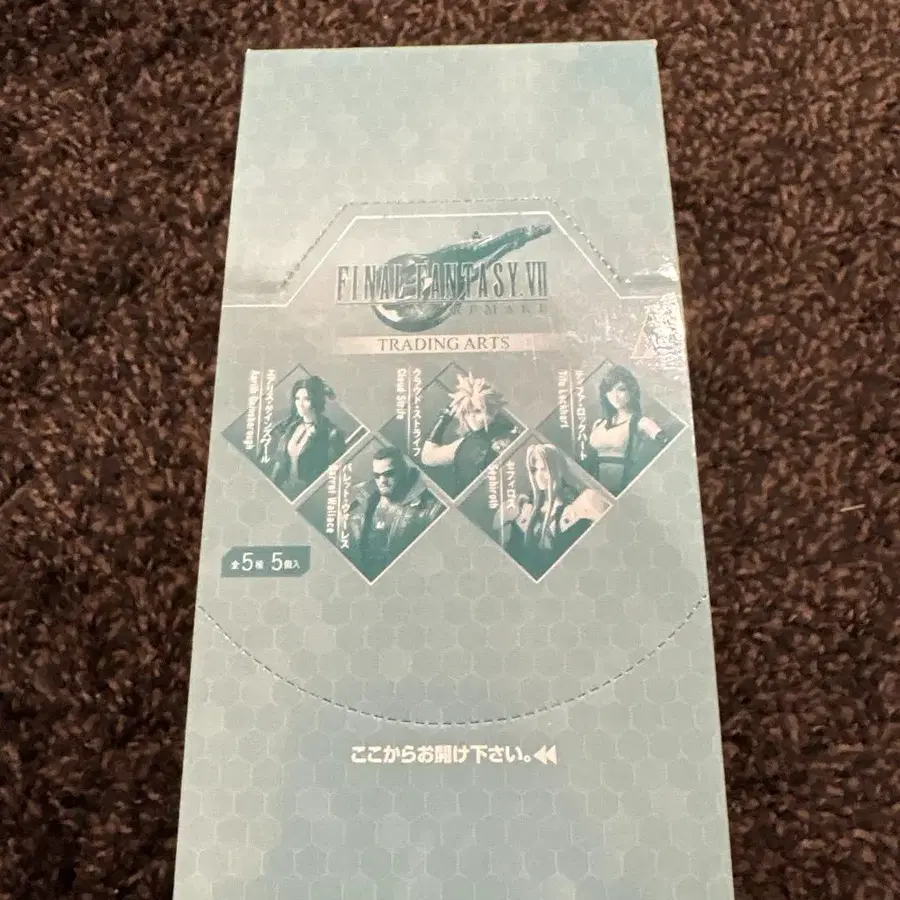 FINAL FANTASY VII
REMAKE
TRADING ARTS
エアリス・ゲインズブール
Aerith Gainsborough
クラウド・ストライフ
Cloud Strife
ティファ・ロックハート
Tifa Lockhart
バレット・ウォーレス
Barret Wallace
セフィロス
Sephiroth
全5種 5個入
ここからお開け下さい。